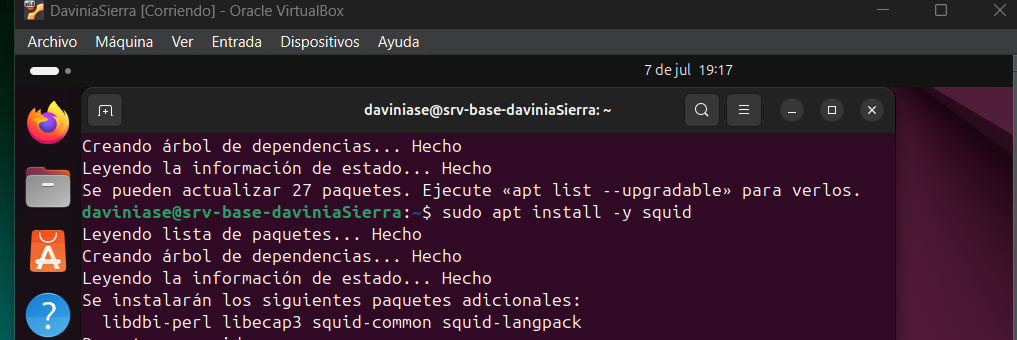 DaviniaSierra [Corriendo] - Oracle VirtualBox
Archivo Máquina Ver Entrada Dispositivos Ayuda
7 de jul 19:17
daviniase@srv-base-daviniaSierra: ~
Creando árbol de dependencias... Hecho
Leyendo la información de estado... Hecho
Se pueden actualizar 27 paquetes. Ejecute «apt list --upgradable» para verlos.
daviniase@srv-base-daviniaSierra:~$ sudo apt install -y squid
Leyendo lista de paquetes... Hecho
Creando árbol de dependencias... Hecho
Leyendo la información de estado... Hecho
Se instalarán los siguientes paquetes adicionales:
libdbi-perl libecap3 squid-common squid-langpack